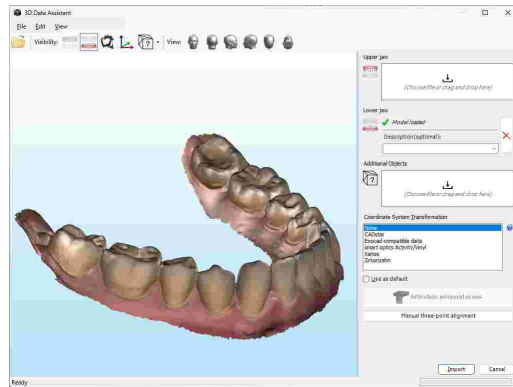 3D Data Assistant
File Edit View
Visibility: View:
Upper jaw
(Choose file or drag and drop here)
Lower jaw
Model loaded
Description(optional):
Additional Objects
(Choose file or drag and drop here)
Coordinate System Transformation
None
CADstar
Exocad-compatible data
smart optics Activity/Vinyl
Xanos
Zirkonzahn
Use as default
Articulate intraoral scans
Manual three-point alignment
Import Cancel
Ready